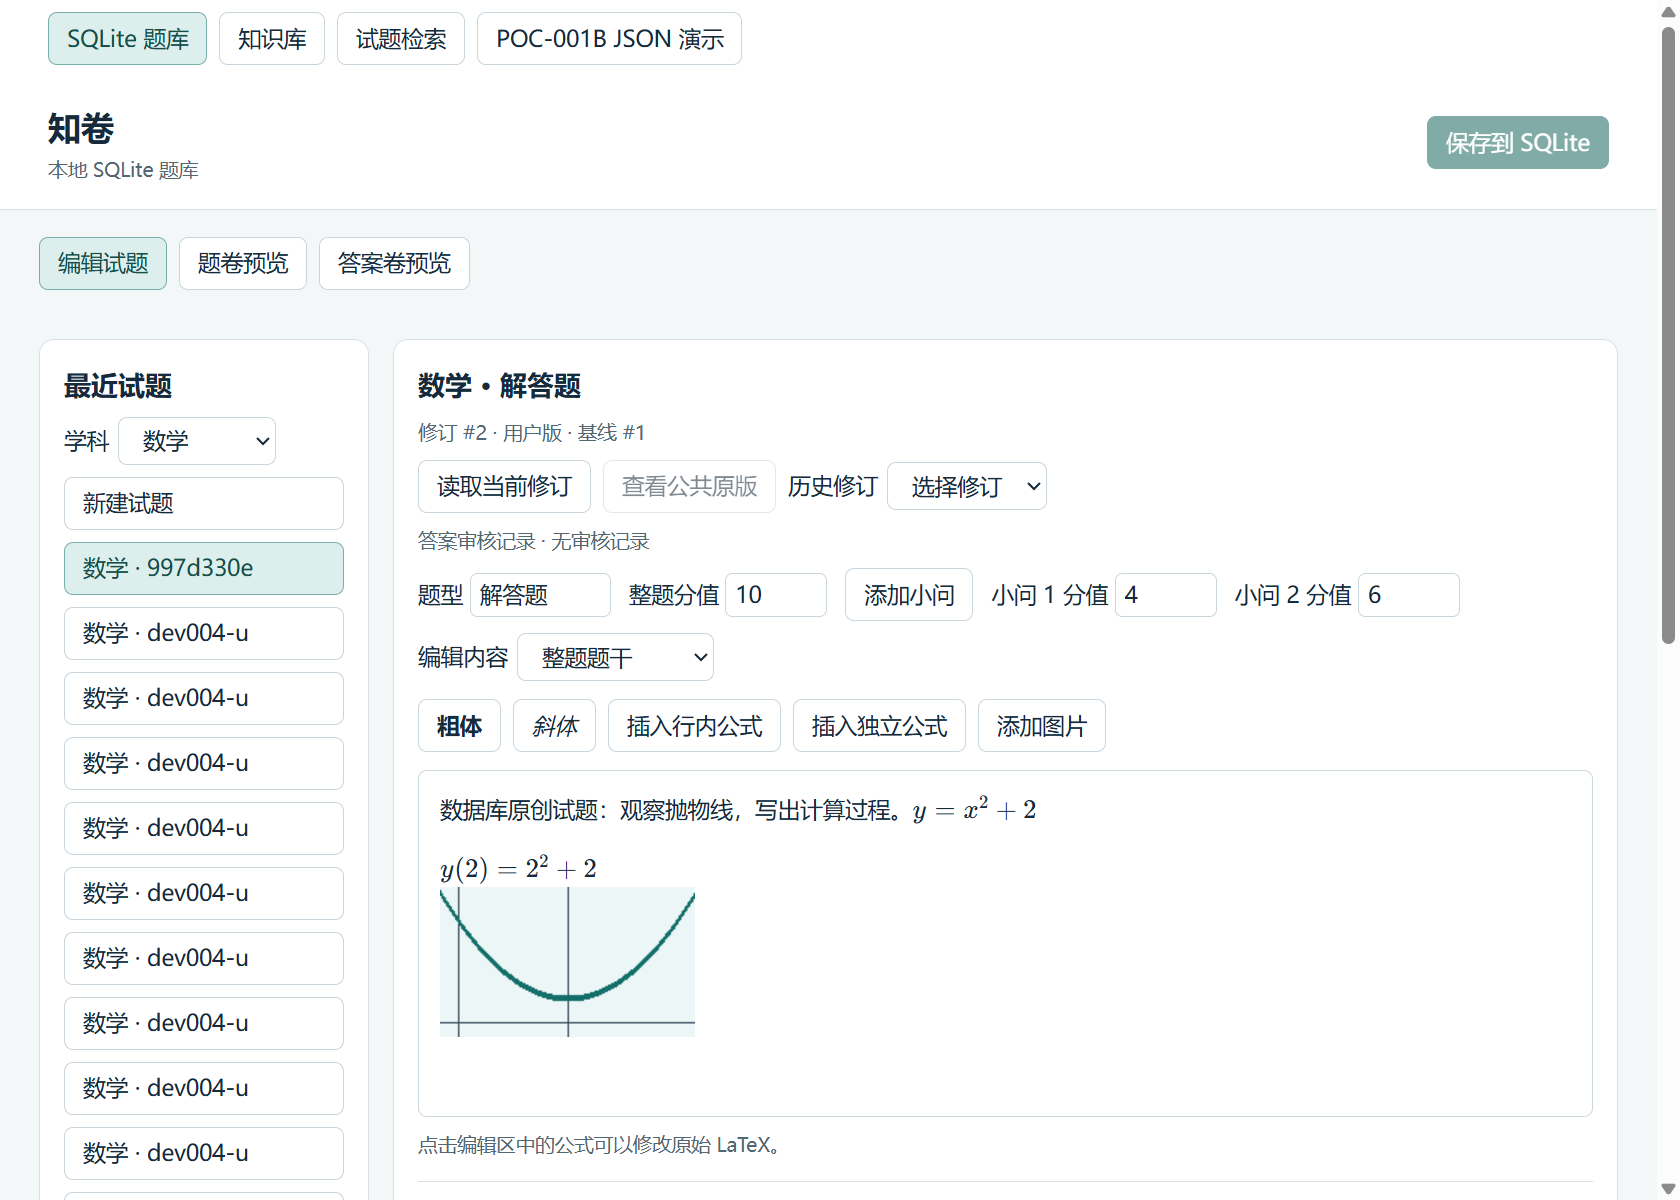 SQLite 题库 知识库 试题检索 POC-001B JSON 演示
知卷
本地 SQLite 题库
保存到 SQLite
编辑试题 题卷预览 答案卷预览
最近试题
学科 数学
新建试题
数学 · 997d330e
数学 · dev004-u
数学 · dev004-u
数学 · dev004-u
数学 · dev004-u
数学 · dev004-u
数学 · dev004-u
数学 · dev004-u
数学 · dev004-u
数学 · dev004-u
数学 • 解答题
修订 #2 · 用户版 · 基线 #1
读取当前修订 查看公共原版 历史修订 选择修订
答案审核记录 · 无审核记录
题型 解答题 整题分值 10 添加小问 小问 1 分值 4 小问 2 分值 6
编辑内容 整题题干
粗体 斜体 插入行内公式 插入独立公式 添加图片
数据库原创试题：观察抛物线，写出计算过程。y = x² + 2
y(2) = 2² + 2
点击编辑区中的公式可以修改原始 LaTeX。